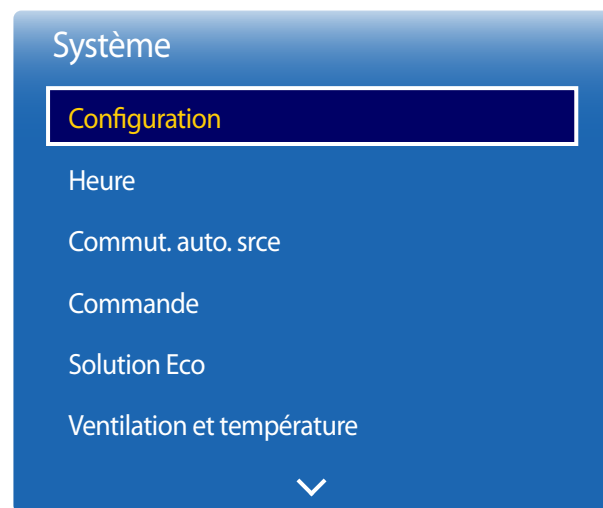 Système
Configuration
Heure
Commut. auto. srce
Commande
Solution Eco
Ventilation et température